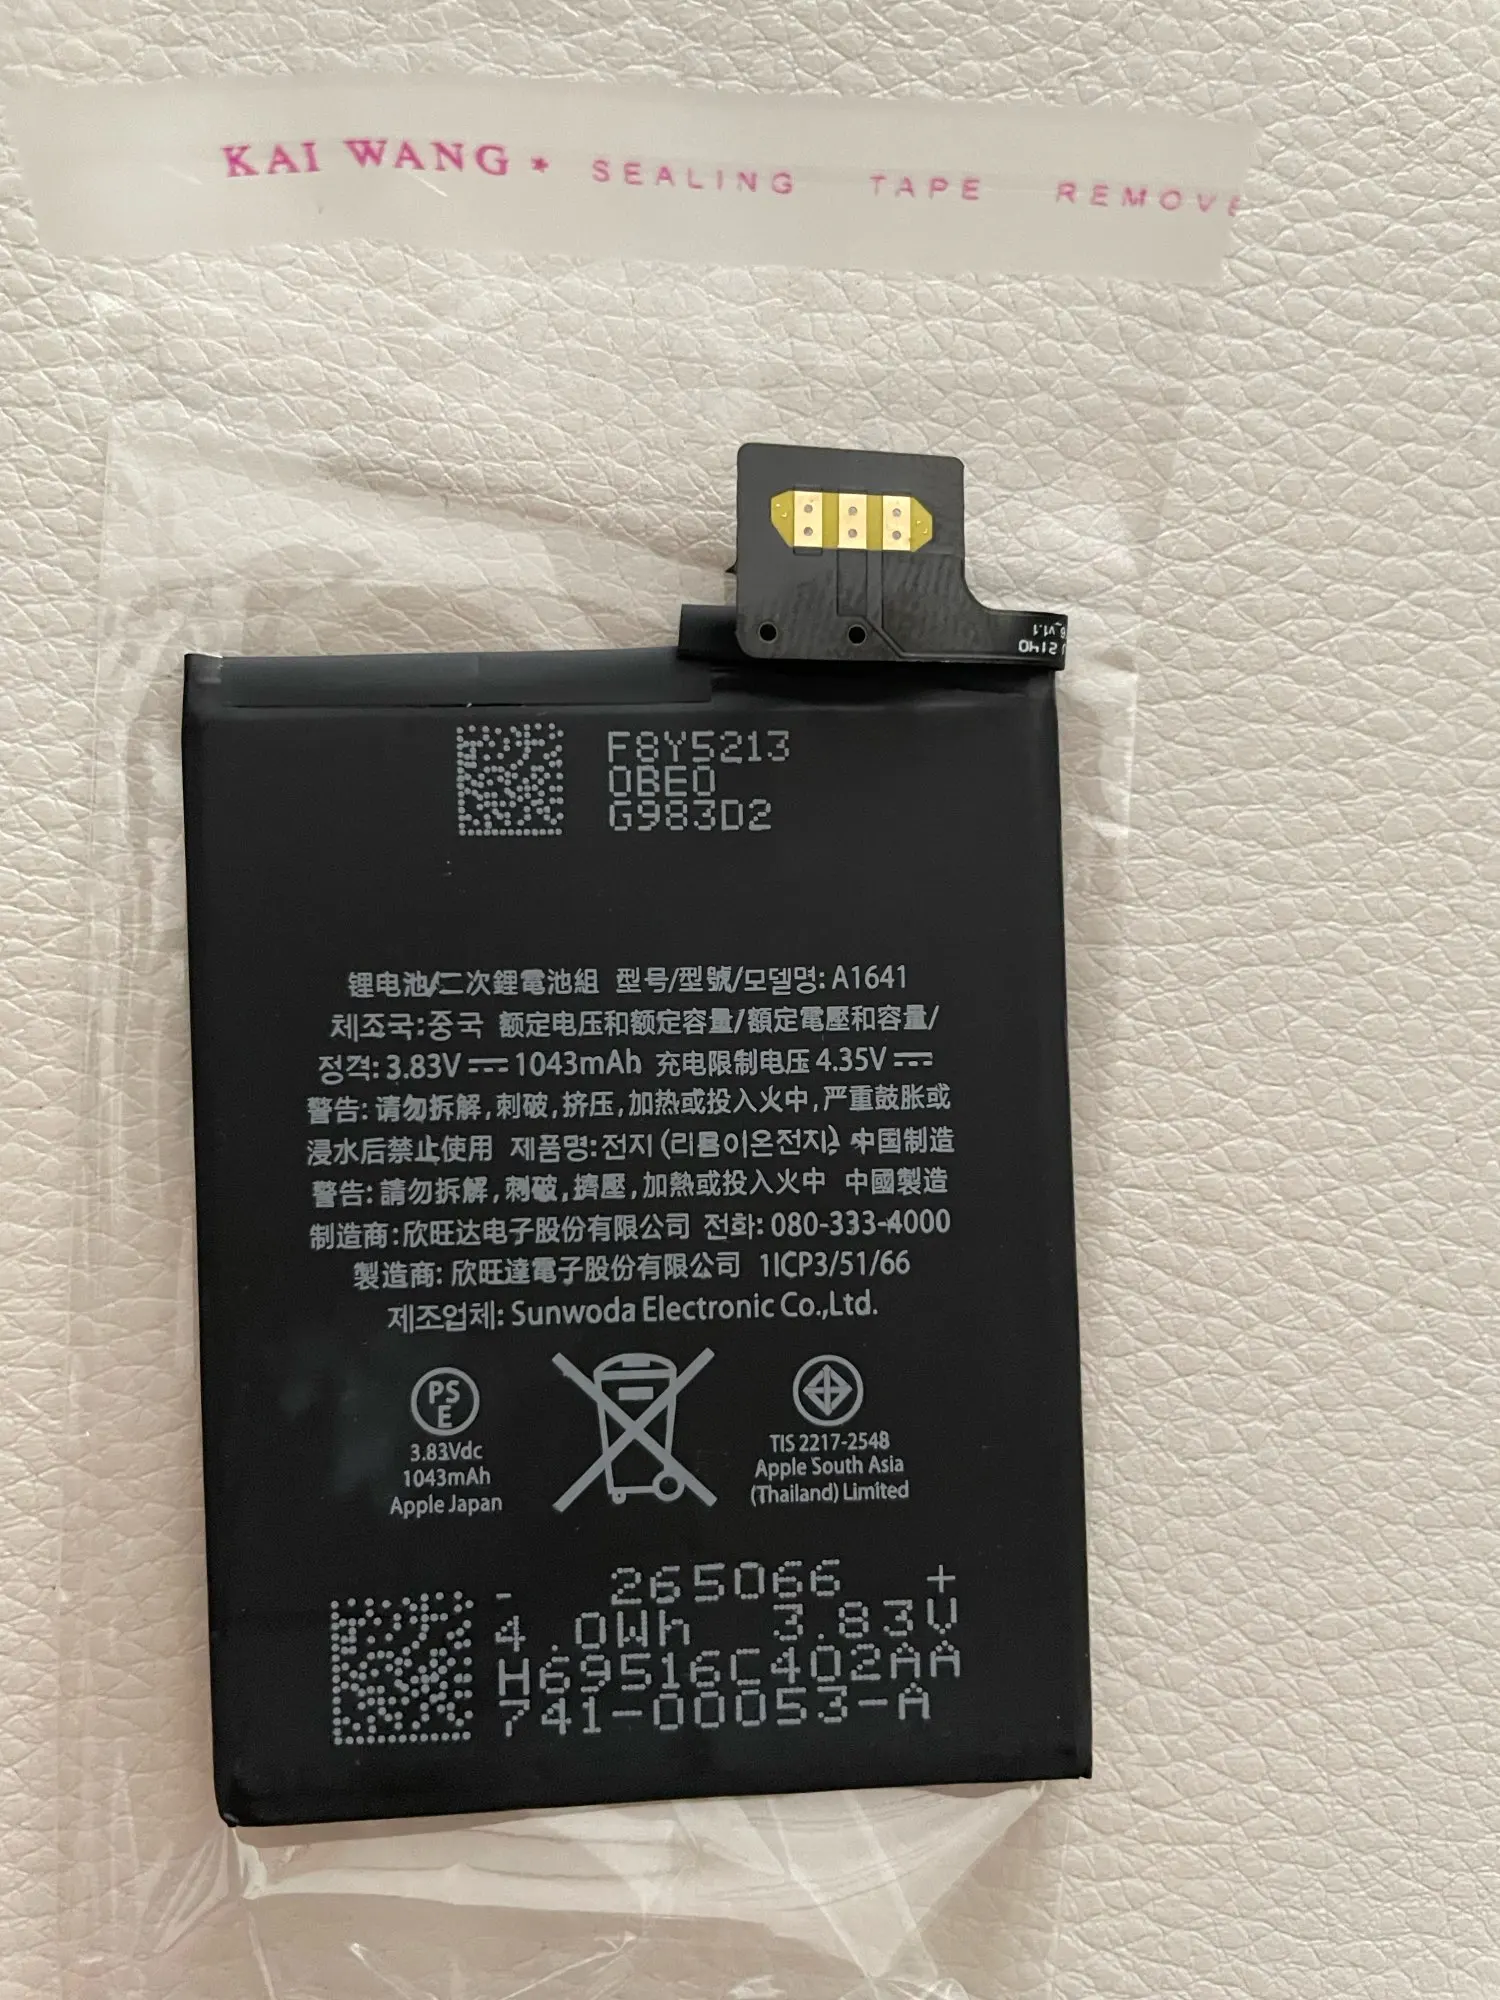 KAI WANG * SEALING TAPE REMOVE
2140
F8Y5213
0BE0
G983D2
锂电池/二次鋰電池組 型号/型號/모델명: A1641
제조국: 중국 额定电压和额定容量/額定電壓和容量/
정격: 3.83V ⎓ 1043mAh 充电限制电压 4.35V ⎓
警告: 请勿拆解, 刺破, 挤压, 加热或投入火中, 严重鼓胀或
浸水后禁止使用 제품명: 전지 (리튬이온전지) 中国制造
警告: 請勿拆解, 刺破, 擠壓, 加熱或投入火中 中國製造
制造商: 欣旺达电子股份有限公司 전화: 080-333-4000
製造商: 欣旺達電子股份有限公司 1ICP3/51/66
제조업체: Sunwoda Electronic Co.,Ltd.
PS
E
3.83Vdc
1043mAh
Apple Japan
TIS 2217-2548
Apple South Asia
(Thailand) Limited
- 265066 +
4.0Wh 3.83V
H69516C402AA
741-00053-A